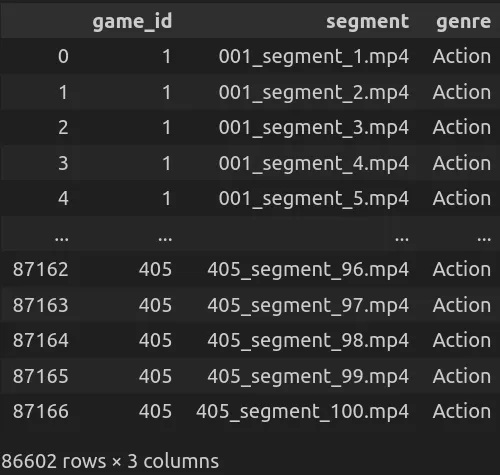 game_id segment genre
0 1 001_segment_1.mp4 Action
1 1 001_segment_2.mp4 Action
2 1 001_segment_3.mp4 Action
3 1 001_segment_4.mp4 Action
4 1 001_segment_5.mp4 Action
... ... ... ...
87162 405 405_segment_96.mp4 Action
87163 405 405_segment_97.mp4 Action
87164 405 405_segment_98.mp4 Action
87165 405 405_segment_99.mp4 Action
87166 405 405_segment_100.mp4 Action
86602 rows × 3 columns